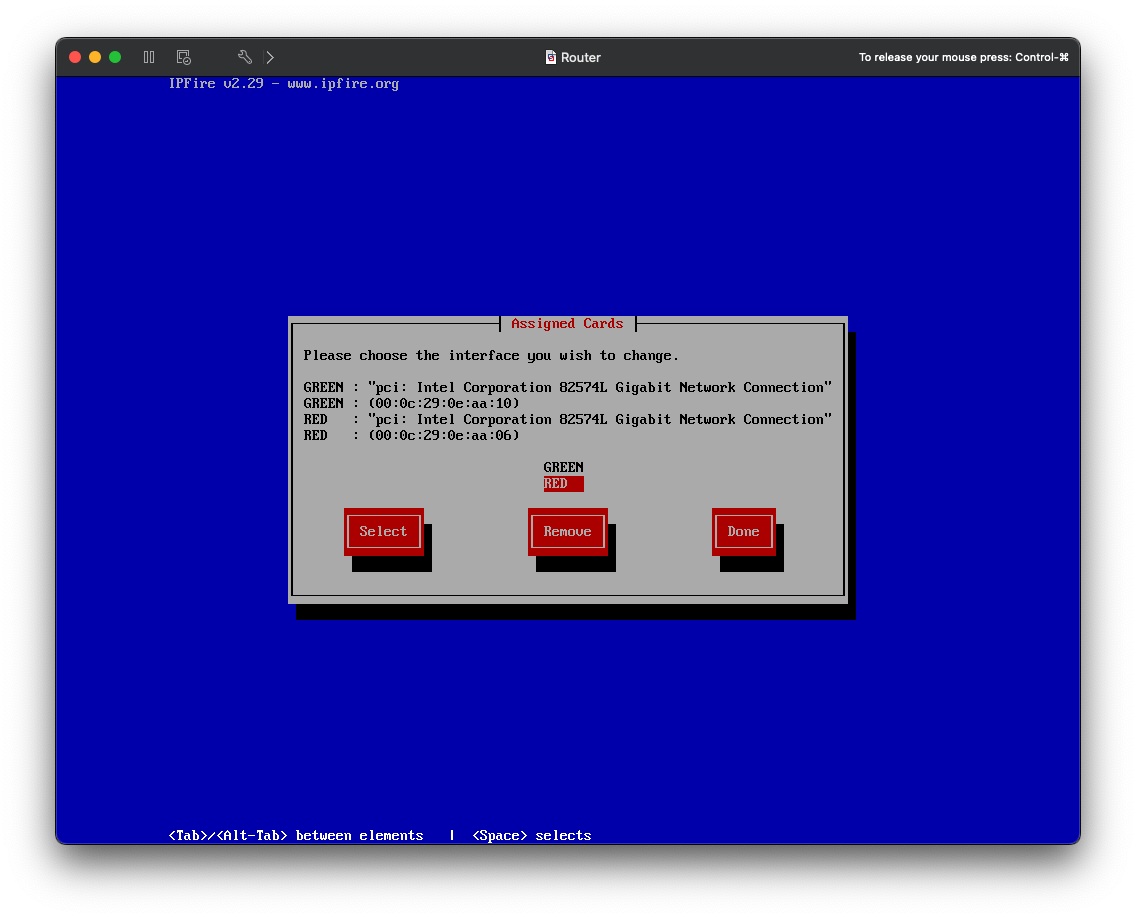 Router
To release your mouse press: Control-⌘
IPFire v2.29 - www.ipfire.org
Assigned Cards
Please choose the interface you wish to change.
GREEN : "pci: Intel Corporation 82574L Gigabit Network Connection"
GREEN : (00:0c:29:0e:aa:10)
RED : "pci: Intel Corporation 82574L Gigabit Network Connection"
RED : (00:0c:29:0e:aa:06)
GREEN
RED
Select Remove Done
<Tab>/<Alt-Tab> between elements | <Space> selects